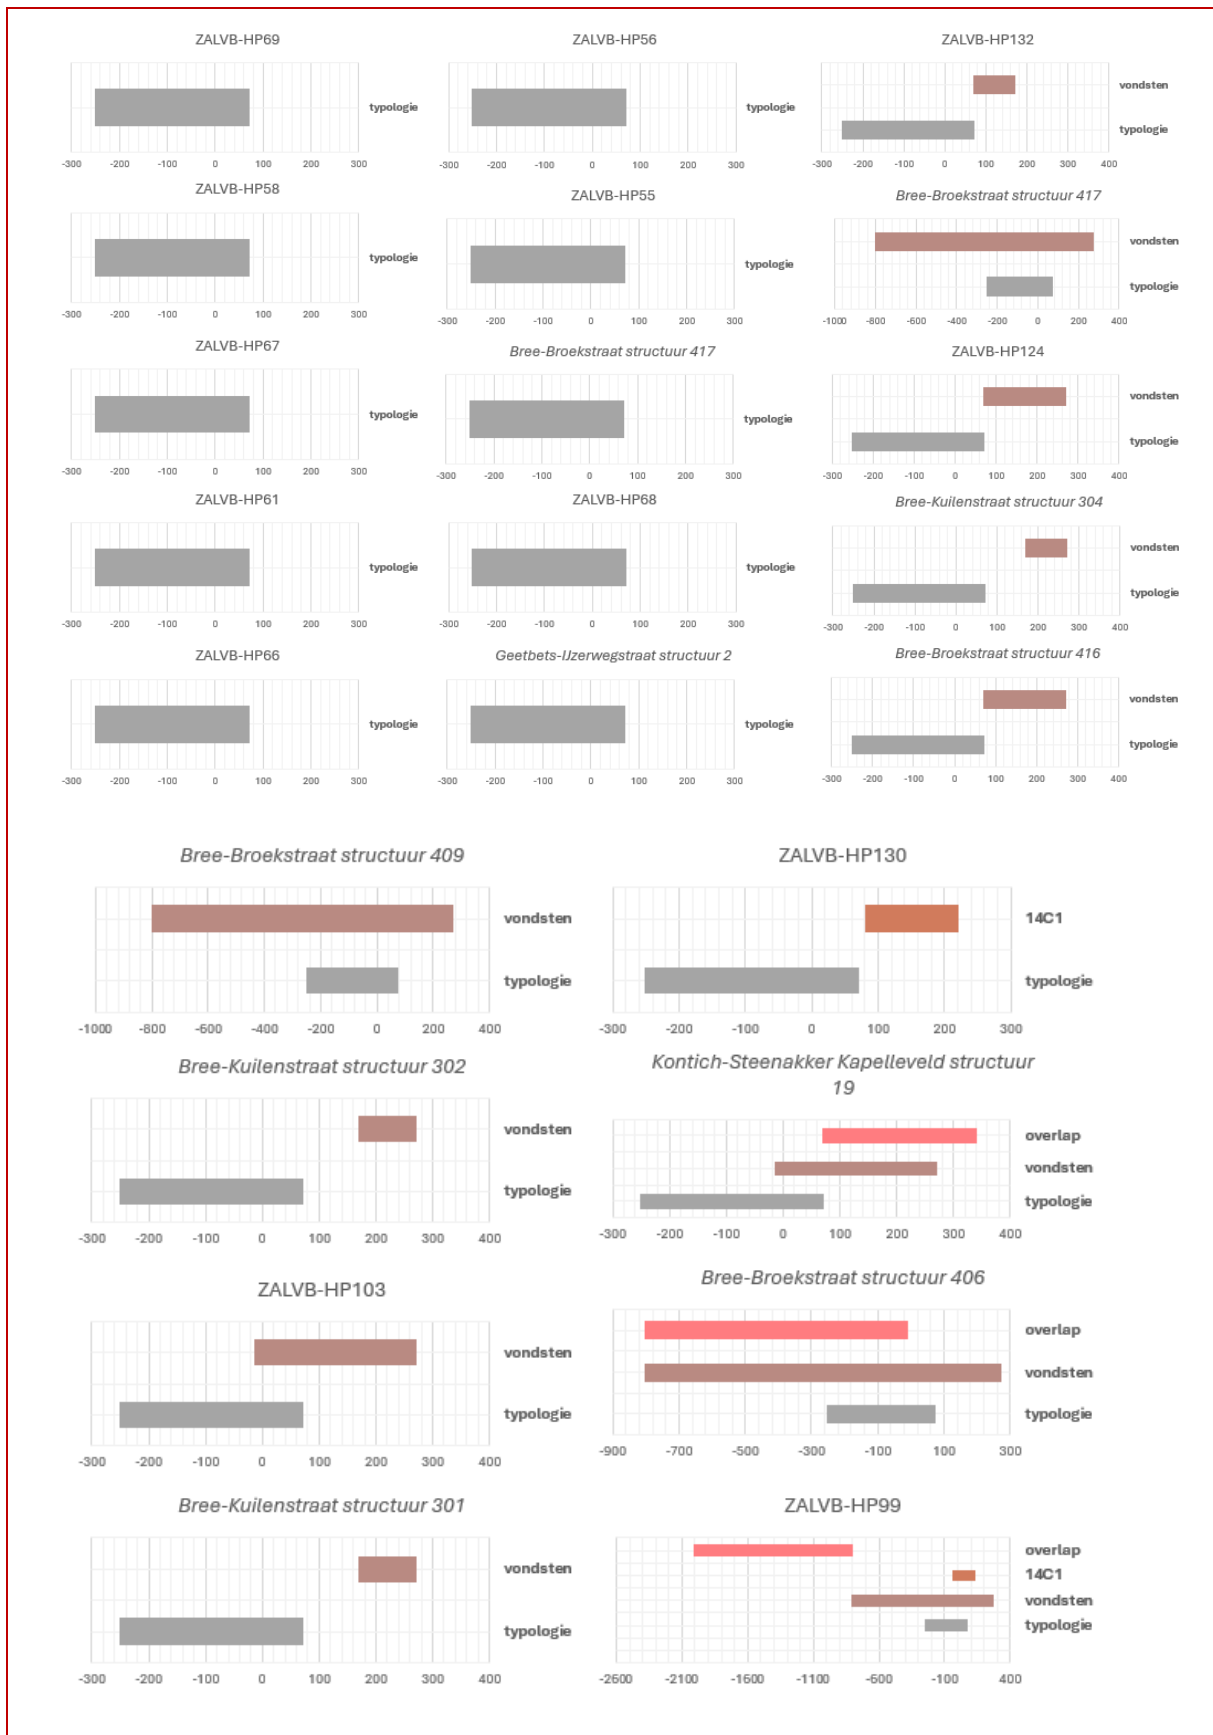 ZALVB-HP69
typologie
-300 -200 -100 0 100 200 300
ZALVB-HP56
typologie
-300 -200 -100 0 100 200 300
ZALVB-HP132
vondsten
typologie
-300 -200 -100 0 100 200 300 400
ZALVB-HP58
typologie
-300 -200 -100 0 100 200 300
ZALVB-HP55
typologie
-300 -200 -100 0 100 200 300
Bree-Broekstraat structuur 417
vondsten
typologie
-1000 -800 -600 -400 -200 0 200 400
ZALVB-HP67
typologie
-300 -200 -100 0 100 200 300
Bree-Broekstraat structuur 417
typologie
-300 -200 -100 0 100 200 300
ZALVB-HP124
vondsten
typologie
-300 -200 -100 0 100 200 300 400
ZALVB-HP61
typologie
-300 -200 -100 0 100 200 300
ZALVB-HP68
typologie
-300 -200 -100 0 100 200 300
Bree-Kuilenstraat structuur 304
vondsten
typologie
-300 -200 -100 0 100 200 300 400
ZALVB-HP66
typologie
-300 -200 -100 0 100 200 300
Geetbets-IJzerwegstraat structuur 2
typologie
-300 -200 -100 0 100 200 300
Bree-Broekstraat structuur 416
vondsten
typologie
-300 -200 -100 0 100 200 300 400
Bree-Broekstraat structuur 409
vondsten
typologie
-1000 -800 -600 -400 -200 0 200 400
ZALVB-HP130
14C1
typologie
-300 -200 -100 0 100 200 300
Bree-Kuilenstraat structuur 302
vondsten
typologie
-300 -200 -100 0 100 200 300 400
Kontich-Steenakker Kapelleveld structuur
19
overlap
vondsten
typologie
-300 -200 -100 0 100 200 300 400
ZALVB-HP103
vondsten
typologie
-300 -200 -100 0 100 200 300 400
Bree-Broekstraat structuur 406
overlap
vondsten
typologie
-900 -700 -500 -300 -100 100 300
Bree-Kuilenstraat structuur 301
vondsten
typologie
-300 -200 -100 0 100 200 300 400
ZALVB-HP99
overlap
14C1
vondsten
typologie
-2600 -2100 -1600 -1100 -600 -100 400